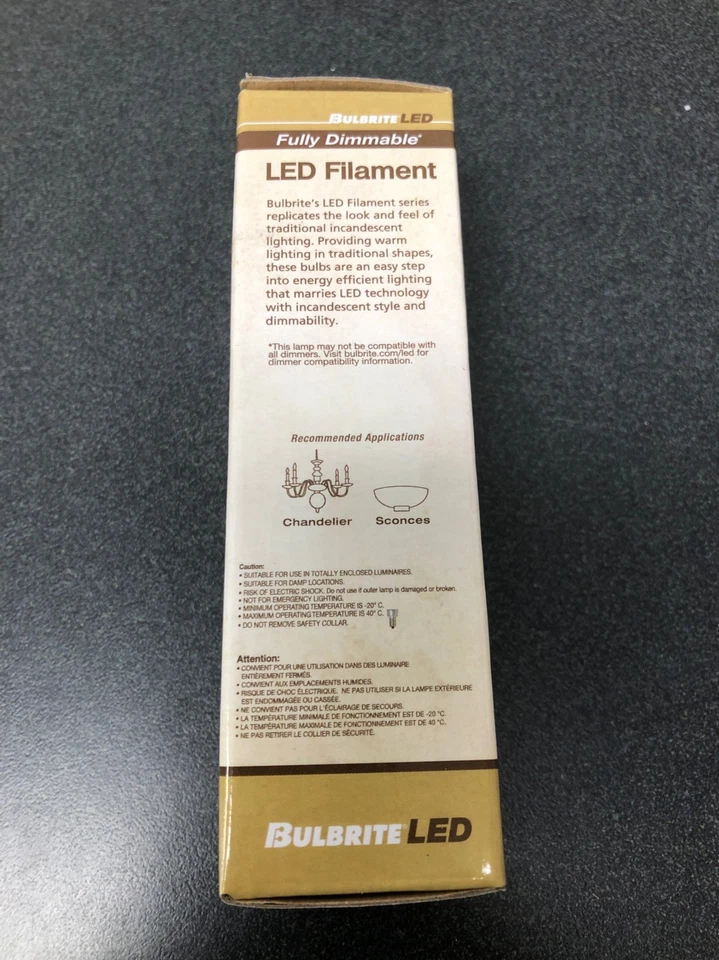 BULBRITE LED
Fully Dimmable*
LED Filament
Bulbrite's LED Filament series
replicates the look and feel of
traditional incandescent
lighting. Providing warm
lighting in traditional shapes,
these bulbs are an easy step
into energy efficient lighting
that marries LED technology
with incandescent style and
dimmability.
*This lamp may not be compatible with
all dimmers. Visit bulbrite.com/led for
dimmer compatibility information.
Recommended Applications
Chandelier Sconces
Caution:
• SUITABLE FOR USE IN TOTALLY ENCLOSED LUMINAIRES.
• SUITABLE FOR DAMP LOCATIONS.
• RISK OF ELECTRIC SHOCK. Do not use if outer lamp is damaged or broken.
• NOT FOR EMERGENCY LIGHTING.
• MINIMUM OPERATING TEMPERATURE IS -20° C.
• MAXIMUM OPERATING TEMPERATURE IS 40° C.
• DO NOT REMOVE SAFETY COLLAR.
Attention:
• CONVIENT POUR UNE UTILISATION DANS DES LUMINAIRE
ENTIÈREMENT FERMÉS.
• CONVIENT AUX EMPLACEMENTS HUMIDES.
• RISQUE DE CHOC ÉLECTRIQUE. NE PAS UTILISER SI LA LAMPE EXTÉRIEURE
EST ENDOMMAGÉE OU CASSÉE.
• NE CONVIENT PAS POUR L'ÉCLAIRAGE DE SECOURS.
• LA TEMPÉRATURE MINIMALE DE FONCTIONNEMENT EST DE -20 °C.
• LA TEMPÉRATURE MAXIMALE DE FONCTIONNEMENT EST DE 40 °C.
• NE PAS RETIRER LE COLLIER DE SÉCURITÉ.
BULBRITE LED